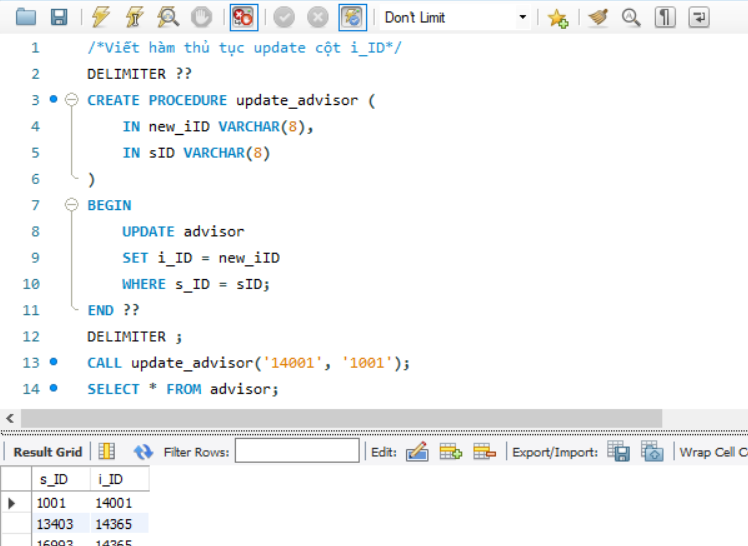 Don't Limit
1 /*Viết hàm thủ tục update cột i_ID*/
2 DELIMITER ??
3 CREATE PROCEDURE update_advisor (
4 IN new_iID VARCHAR(8),
5 IN sID VARCHAR(8)
6 )
7 BEGIN
8 UPDATE advisor
9 SET i_ID = new_iID
10 WHERE s_ID = sID;
11 END ??
12 DELIMITER ;
13 CALL update_advisor('14001', '1001');
14 SELECT * FROM advisor;
Result Grid Filter Rows: Edit: Export/Import: Wrap Cell
s_ID i_ID
1001 14001
13403 14365
16993 14365